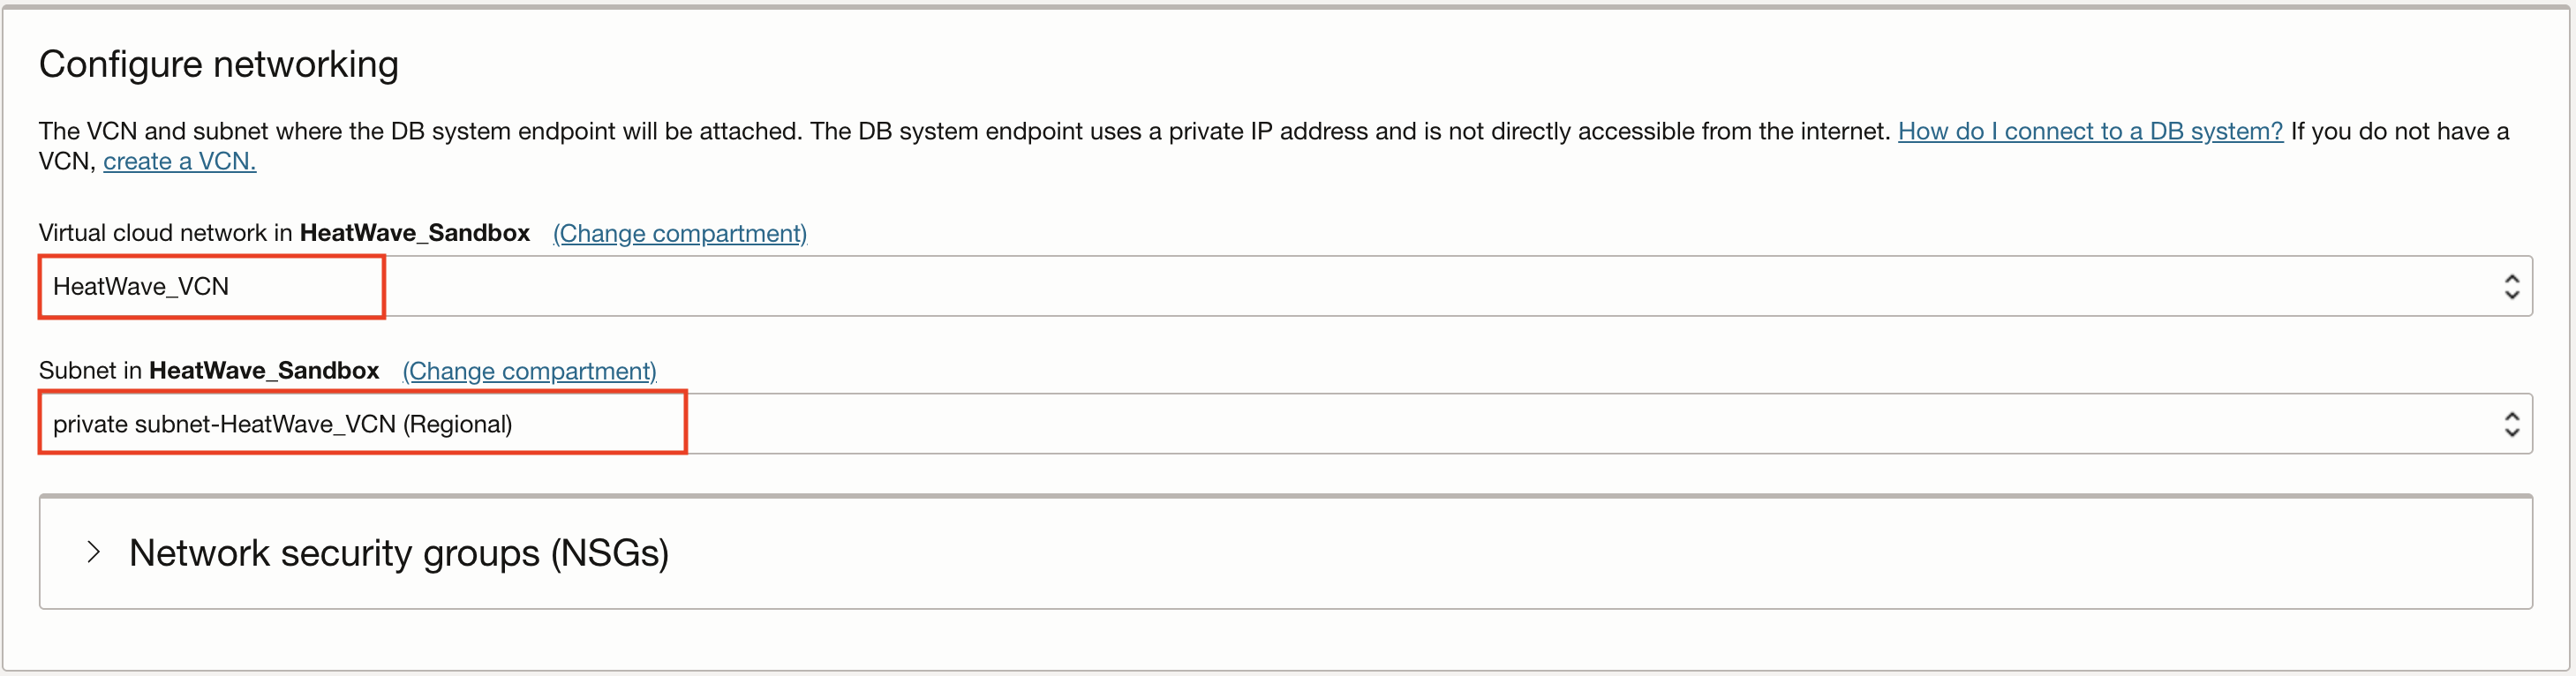 Configure networking
The VCN and subnet where the DB system endpoint will be attached. The DB system endpoint uses a private IP address and is not directly accessible from the internet. How do I connect to a DB system? If you do not have a
VCN, create a VCN.
Virtual cloud network in HeatWave_Sandbox (Change compartment)
HeatWave_VCN
Subnet in HeatWave_Sandbox (Change compartment)
private subnet-HeatWave_VCN (Regional)
Network security groups (NSGs)